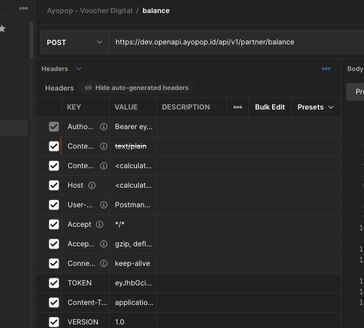 Ayopop - Voucher Digital / balance
POST https://dev.openapi.ayopop.id/api/v1/partner/balance
Headers Body
Headers Hide auto-generated headers Pr
KEY VALUE DESCRIPTION Bulk Edit Presets
Autho... Bearer ey...
Conte... text/plain
Conte... <calculat...
Host <calculat...
User-... Postman...
Accept */*
Accep... gzip, defl...
Conne... keep-alive
TOKEN eyJhbGci...
Content-T... applicatio...
VERSION 1.0